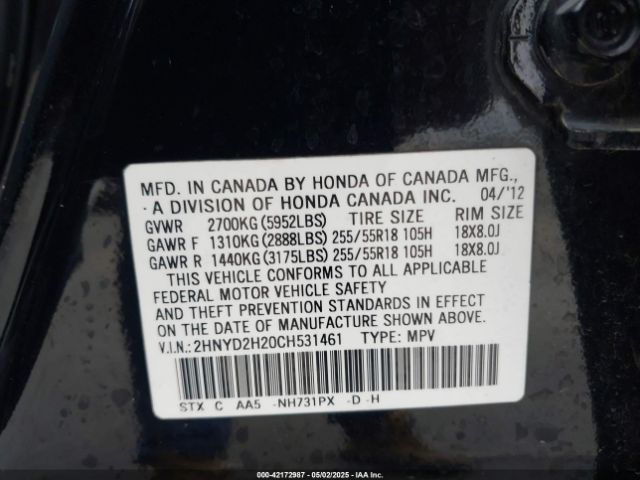 MFD. IN CANADA BY HONDA OF CANADA MFG.,
A DIVISION OF HONDA CANADA INC. 04/'12
GVWR 2700KG(5952LBS) TIRE SIZE RIM SIZE
GAWR F 1310KG(2888LBS) 255/55R18 105H 18X8.0J
GAWR R 1440KG(3175LBS) 255/55R18 105H 18X8.0J
THIS VEHICLE CONFORMS TO ALL APPLICABLE
FEDERAL MOTOR VEHICLE SAFETY
AND THEFT PREVENTION STANDARDS IN EFFECT
ON THE DATE OF MANUFACTURE SHOWN ABOVE.
V.I.N.: 2HNYD2H20CH531461 TYPE: MPV
STX C AA5 -NH731PX -D -H
000-42172987 - 05/02/2025 - IAA Inc.